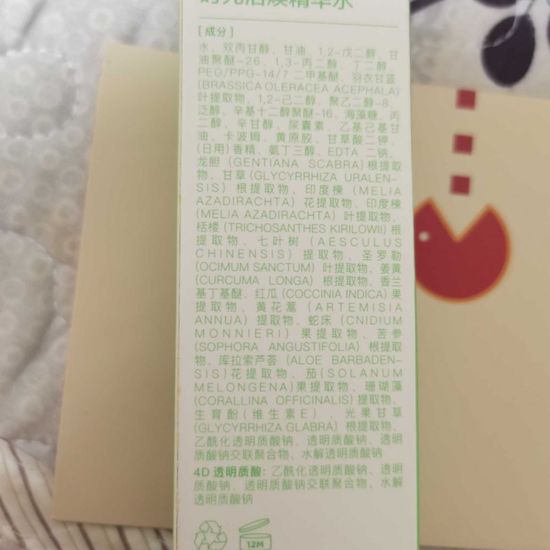 时光焕活精华水
[成分]
水、双丙甘醇、甘油、1,2-戊二醇、甘
油聚醚-26、1,3-丙二醇、丁二醇、
PEG/PPG-14/7 二甲基醚、羽衣甘蓝
(BRASSICA OLERACEA ACEPHALA)
叶提取物、1,2-己二醇、聚乙二醇-8、
泛醇、辛基十二醇聚醚-16、海藻糖、丙
二醇、辛甘醇、尿囊素、乙基己基甘
油、卡波姆、黄原胶、甘草酸二钾、
(日用)香精、氨丁三醇、EDTA 二钠、
龙胆 (GENTIANA SCABRA)根提取
物、甘草(GLYCYRRHIZA URALEN-
SIS) 根提取物、印度楝 (MELIA
AZADIRACHTA) 花提取物、印度楝
(MELIA AZADIRACHTA) 叶提取物、
栝楼 (TRICHOSANTHES KIRILOWII) 根
提取物、七叶树 (AESCULUS
CHINENSIS) 提取物、圣罗勒
(OCIMUM SANCTUM) 叶提取物、姜黄
(CURCUMA LONGA) 根提取物、香兰
基丁基醚、红瓜 (COCCINIA INDICA) 果
提取物、黄花蒿 (ARTEMISIA
ANNUA) 提取物、蛇床 (CNIDIUM
MONNIERI) 果提取物、苦参
(SOPHORA ANGUSTIFOLIA) 根提取
物、库拉索芦荟 (ALOE BARBADEN-
SIS)花提取物、茄(SOLANUM
MELONGENA)果提取物、珊瑚藻
(CORALLINA OFFICINALIS)提取物、
生育酚(维生素E)、光果甘草
(GLYCYRRHIZA GLABRA) 根提取物、
乙酰化透明质酸钠、透明质酸钠、透明
质酸钠交联聚合物、水解透明质酸钠
4D 透明质酸: 乙酰化透明质酸钠、透明
质酸钠、透明质酸钠交联聚合物、水解
透明质酸钠
12M